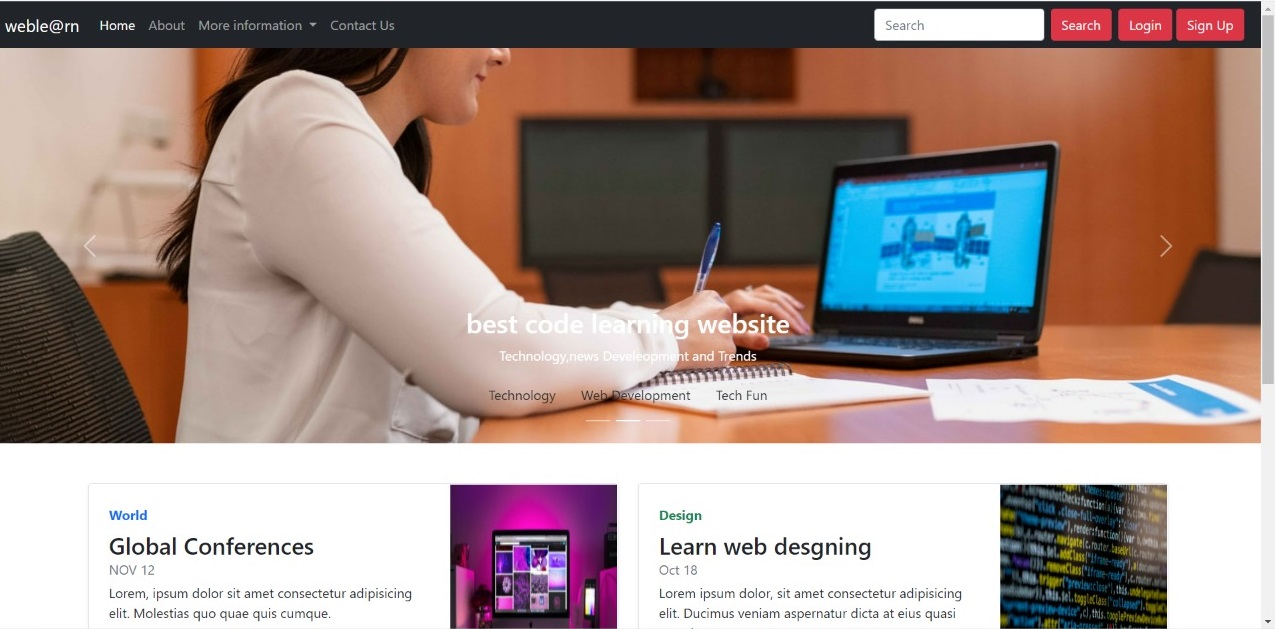 weble@rn Home About More information Contact Us Search Search Login Sign Up
best code learning website
Technology,news Develeopment and Trends
Technology Web Development Tech Fun
World
Global Conferences
NOV 12
Lorem, ipsum dolor sit amet consectetur adipisicing
elit. Molestias quo quae quis cumque.
Design
Learn web desgning
Oct 18
Lorem ipsum dolor, sit amet consectetur adipisicing
elit. Ducimus veniam aspernatur dicta at eius quasi